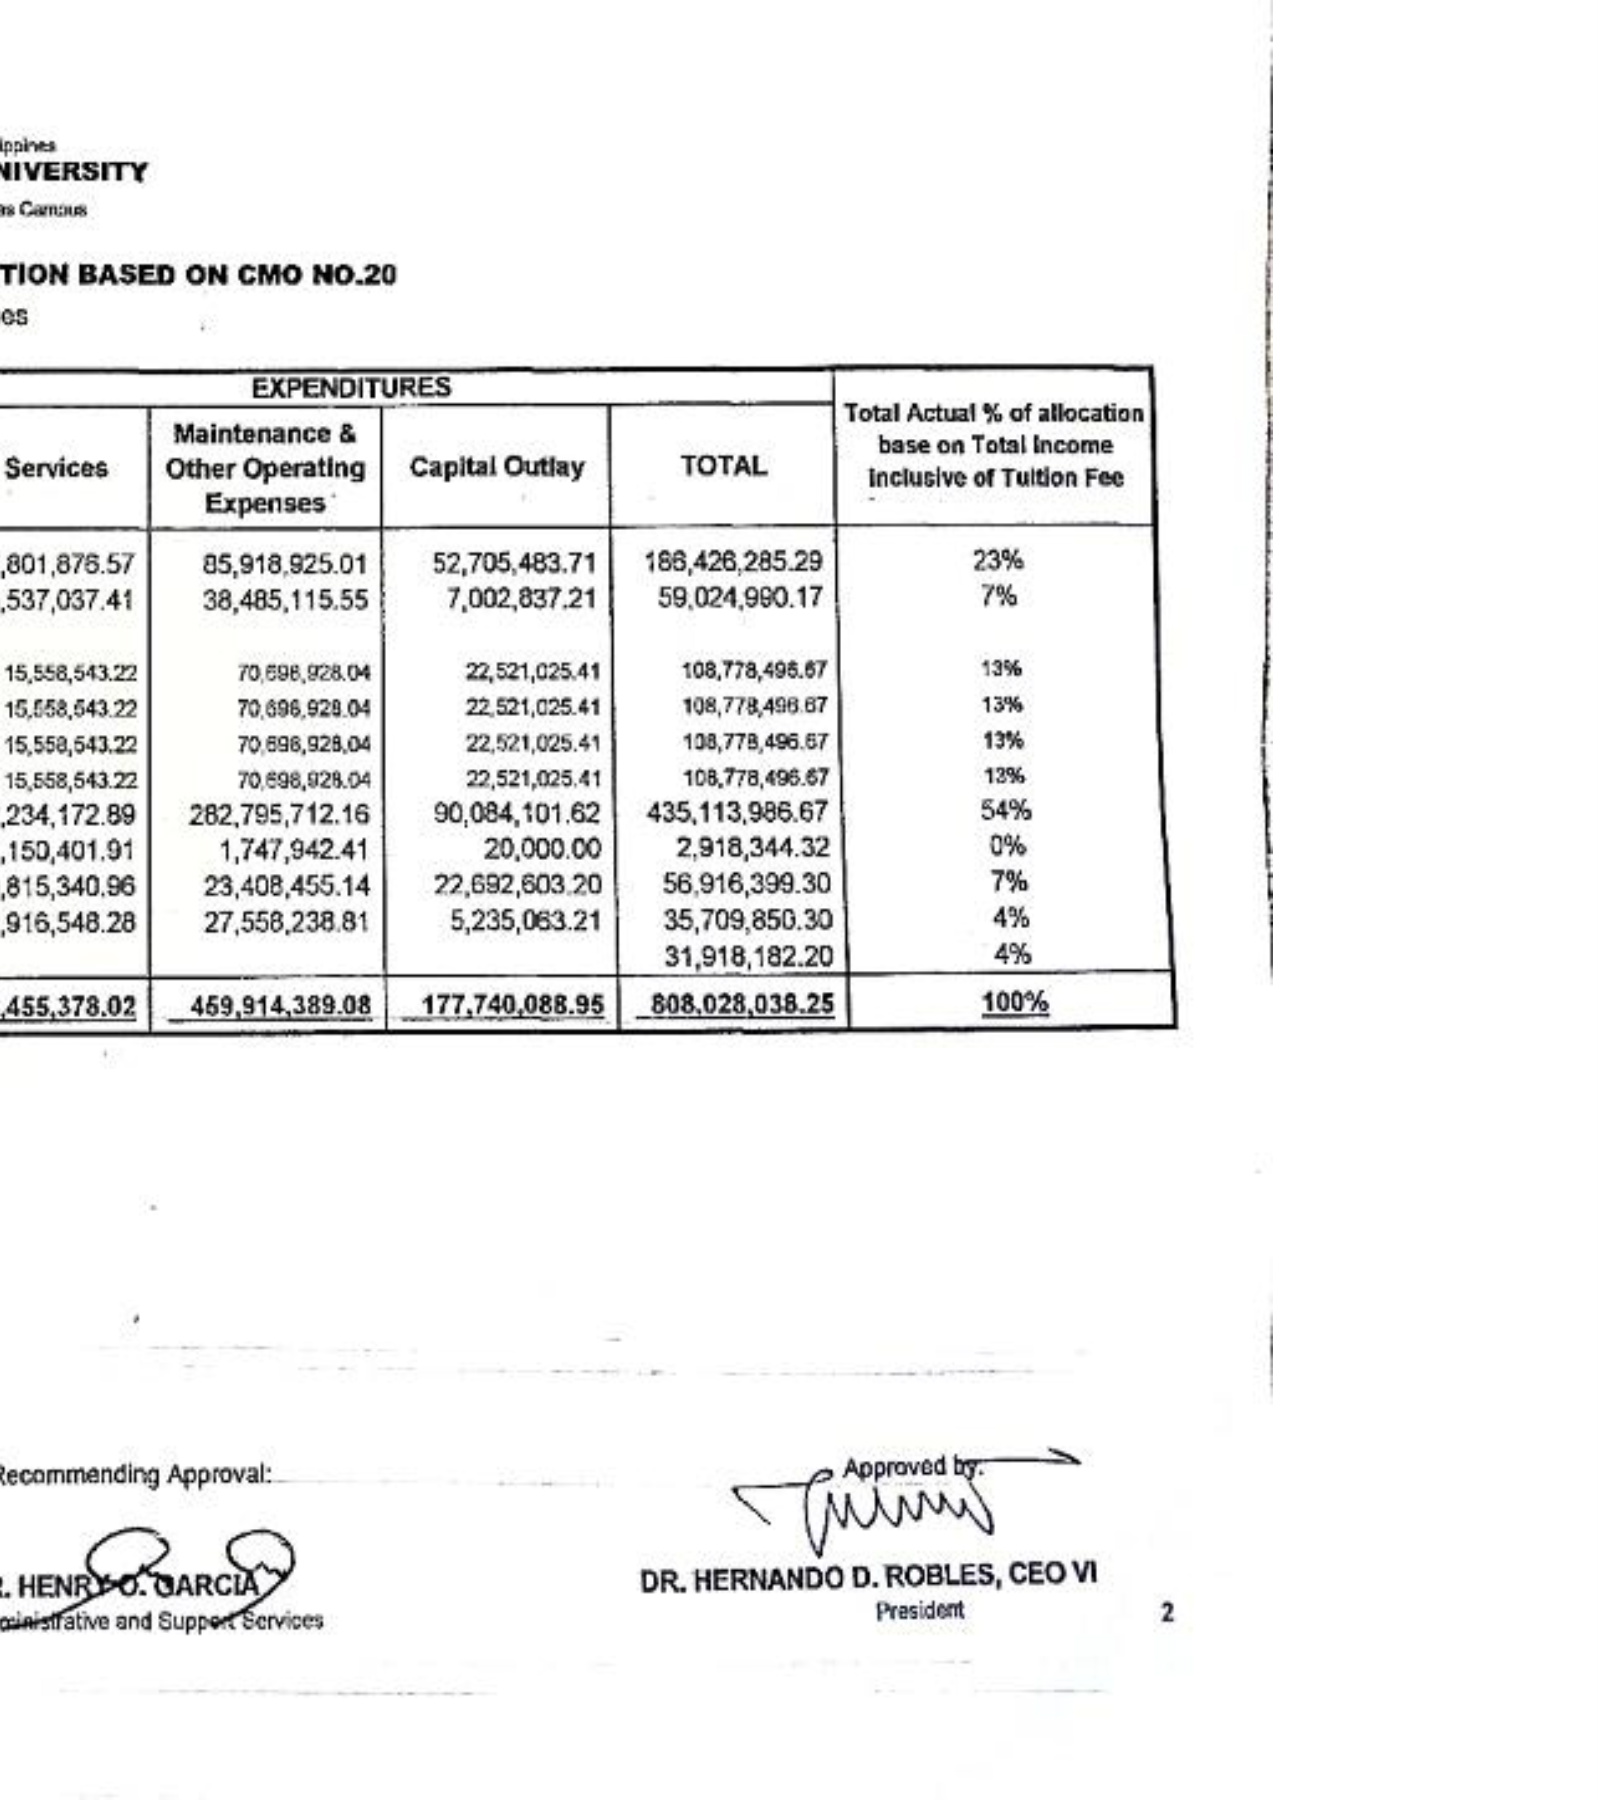 ippines
NIVERSITY
as Campus
TION BASED ON CMO NO.20
es
EXPENDITURES
Services
Maintenance &
Other Operating
Expenses
Capital Outlay
TOTAL
Total Actual % of allocation
base on Total Income
Inclusive of Tuition Fee
,801,876.57 85,918,925.01 52,705,483.71 186,426,285.29 23%
,537,037.41 38,485,115.55 7,002,837.21 59,024,990.17 7%
15,558,543.22 70,698,928.04 22,521,025.41 108,778,496.67 13%
15,558,543.22 70,698,928.04 22,521,025.41 108,778,496.67 13%
15,558,543.22 70,698,928.04 22,521,025.41 108,778,496.67 13%
15,558,543.22 70,698,928.04 22,521,025.41 108,778,496.67 13%
,234,172.89 282,795,712.16 90,084,101.62 435,113,986.67 54%
,150,401.91 1,747,942.41 20,000.00 2,918,344.32 0%
,815,340.96 23,408,455.14 22,692,603.20 56,916,399.30 7%
,916,548.28 27,558,238.81 5,235,063.21 35,709,850.30 4%
31,918,182.20 4%
,455,378.02 459,914,389.08 177,740,088.95 808,028,038.25 100%
Recommending Approval:
Approved by:
R. HENRY O. GARCIA
DR. HERNANDO D. ROBLES, CEO VI
ministrative and Support Services
President
2